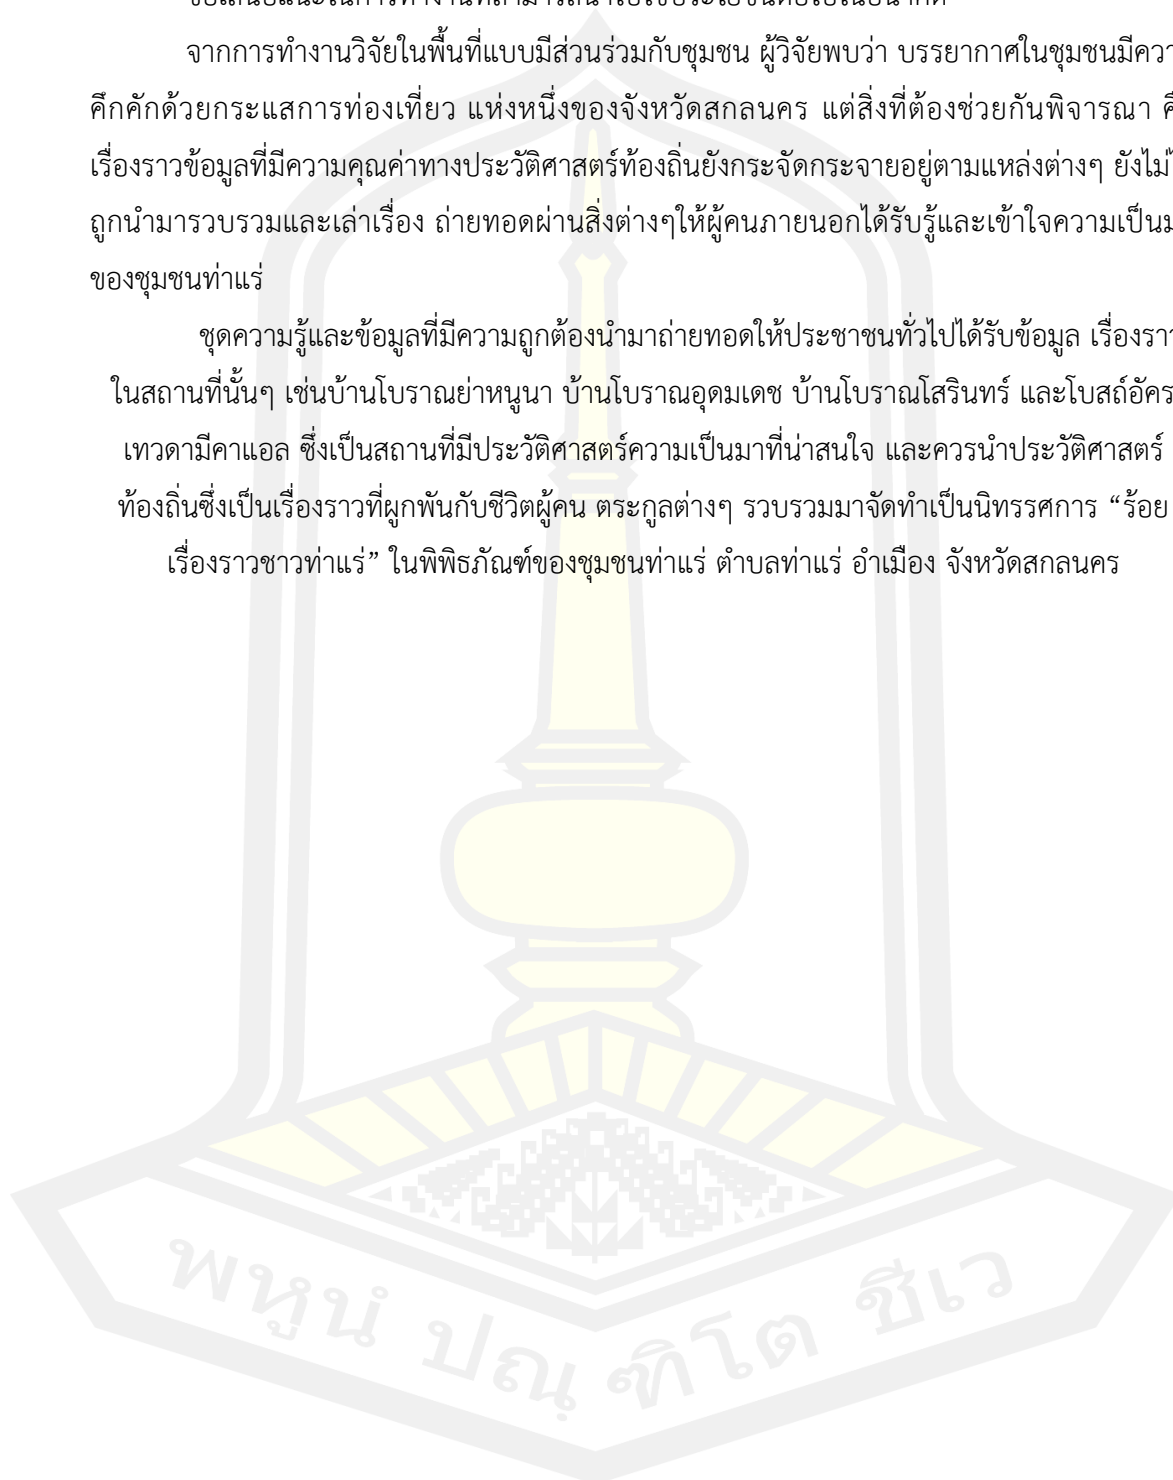 จากการทำงานวิจัยในพื้นที่แบบมีส่วนร่วมกับชุมชน ผู้วิจัยพบว่า บรรยากาศในชุมชนมี
คึกคักด้วยกระแสการท่องเที่ยว แห่งหนึ่งของจังหวัดสกลนคร แต่สิ่งที่ต้องช่วยกันพิจารณา
เรื่องราวข้อมูลที่มีความคุณค่าทางประวัติศาสตร์ท้องถิ่นยังกระจัดกระจายอยู่ตามแหล่งต่างๆ ยัง
ถูกนำมารวบรวมและเล่าเรื่อง ถ่ายทอดผ่านสิ่งต่างๆให้ผู้คนภายนอกได้รับรู้และเข้าใจความ
ของชุมชนท่าแร่
ชุดความรู้และข้อมูลที่มีความถูกต้องนำมาถ่ายทอดให้ประชาชนทั่วไปได้รับข้อมูล
ในสถานที่นั้นๆ เช่นบ้านโบราณย่าหนูนา บ้านโบราณอุดมเดช บ้านโบราณโสรินทร์ และโบสถ์อัคร
เทวดามีคาแอล ซึ่งเป็นสถานที่มีประวัติศาสตร์ความเป็นมาที่น่าสนใจ และควรนำประวัติศาสตร์
ท้องถิ่นซึ่งเป็นเรื่องราวที่ผูกพันกับชีวิตผู้คน ตระกูลต่างๆ รวบรวมมาจัดทำเป็นนิทรรศการ “ร้อย
เรื่องราวชาวท่าแร่” ในพิพิธภัณฑ์ของชุมชนท่าแร่ ตำบลท่าแร่ อำเมือง จังหวัดสกลนคร
พหูนํ ปณฺฑิโต ชีเว